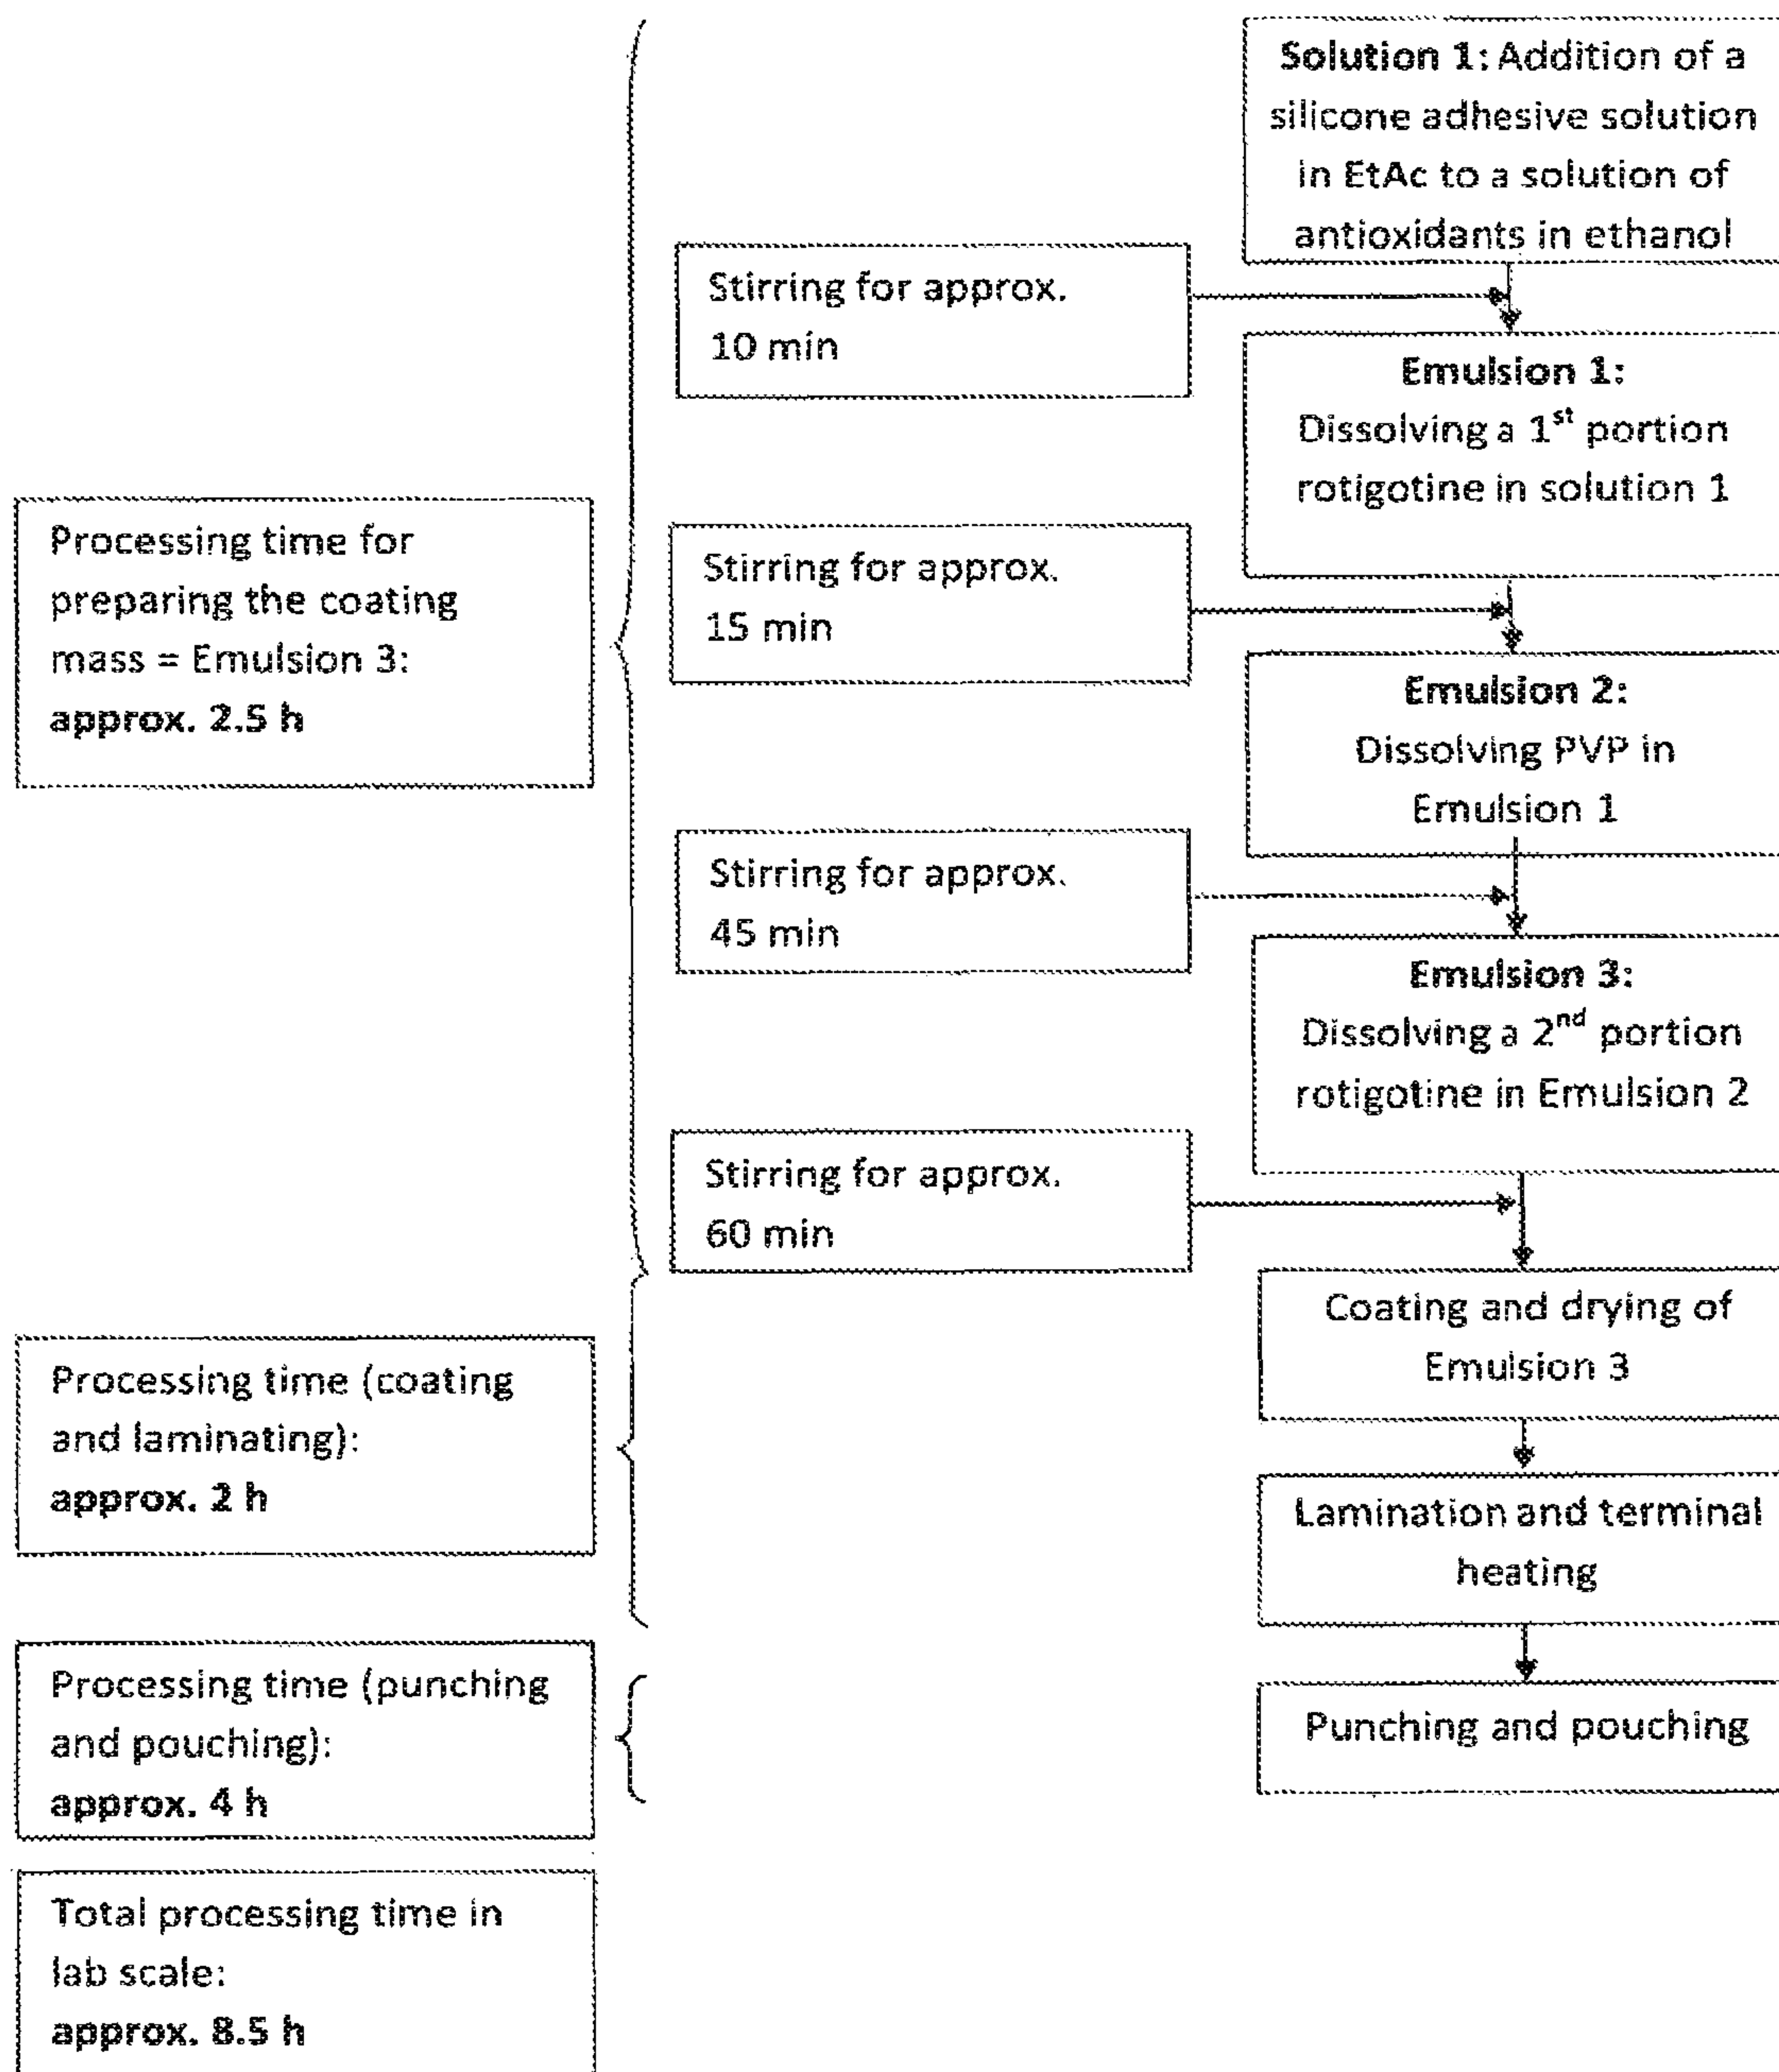 Solution 1: Addition of a
silicone adhesive solution
in EtAc to a solution of
antioxidants in ethanol
Stirring for approx.
10 min
Emulsion 1:
Dissolving a 1st portion
rotigotine in solution 1
Processing time for
preparing the coating
mass = Emulsion 3:
approx. 2.5 h
Stirring for approx.
15 min
Emulsion 2:
Dissolving PVP in
Emulsion 1
Stirring for approx.
45 min
Emulsion 3:
Dissolving a 2nd portion
rotigotine in Emulsion 2
Stirring for approx.
60 min
Coating and drying of
Emulsion 3
Processing time (coating
and laminating):
approx. 2 h
Lamination and terminal
heating
Processing time (punching
and pouching):
approx. 4 h
Punching and pouching
Total processing time in
lab scale:
approx. 8.5 h